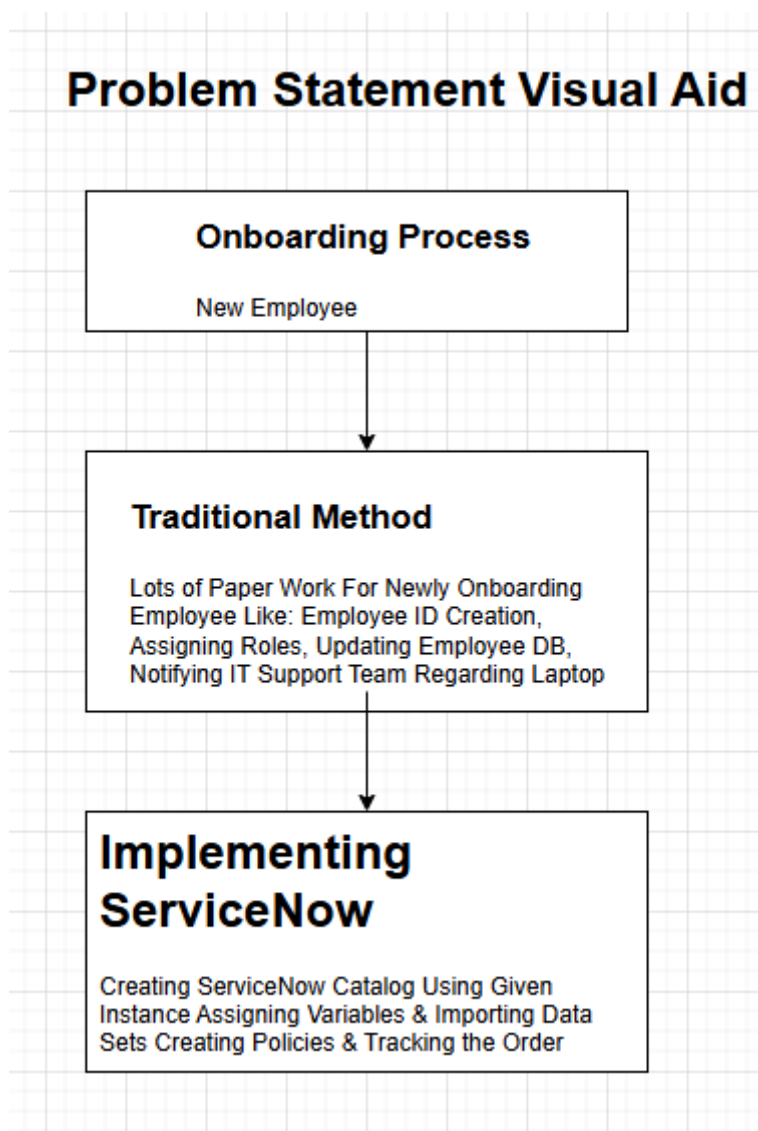 Problem Statement Visual Aid
Onboarding Process
New Employee
Traditional Method
Lots of Paper Work For Newly Onboarding
Employee Like: Employee ID Creation,
Assigning Roles, Updating Employee DB,
Notifying IT Support Team Regarding Laptop
Implementing
ServiceNow
Creating ServiceNow Catalog Using Given
Instance Assigning Variables & Importing Data
Sets Creating Policies & Tracking the Order